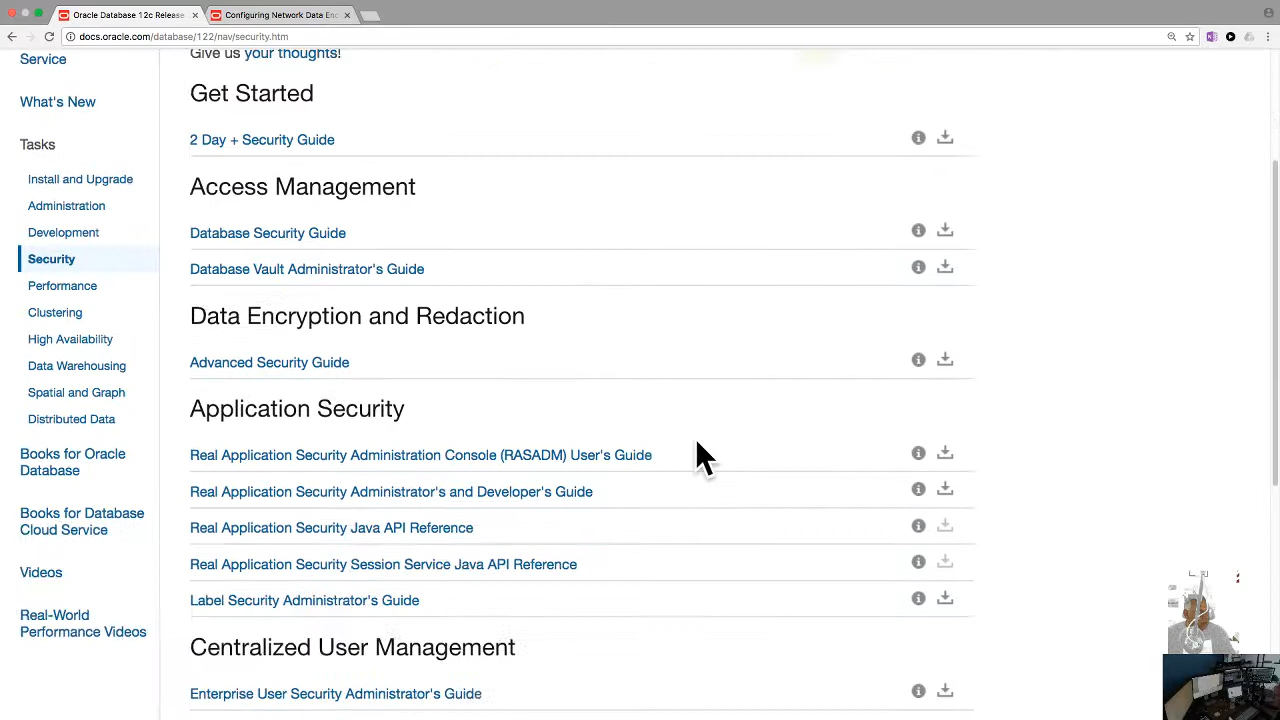 Oracle Database 12c Release
Configuring Network Data Enc
docs.oracle.com/database/122/nav/security.htm
Service
What's New
Tasks
Install and Upgrade
Administration
Development
Security
Performance
Clustering
High Availability
Data Warehousing
Spatial and Graph
Distributed Data
Books for Oracle
Database
Books for Database
Cloud Service
Videos
Real-World
Performance Videos
Give us your thoughts!
Get Started
2 Day + Security Guide
Access Management
Database Security Guide
Database Vault Administrator's Guide
Data Encryption and Redaction
Advanced Security Guide
Application Security
Real Application Security Administration Console (RASADM) User's Guide
Real Application Security Administrator's and Developer's Guide
Real Application Security Java API Reference
Real Application Security Session Service Java API Reference
Label Security Administrator's Guide
Centralized User Management
Enterprise User Security Administrator's Guide